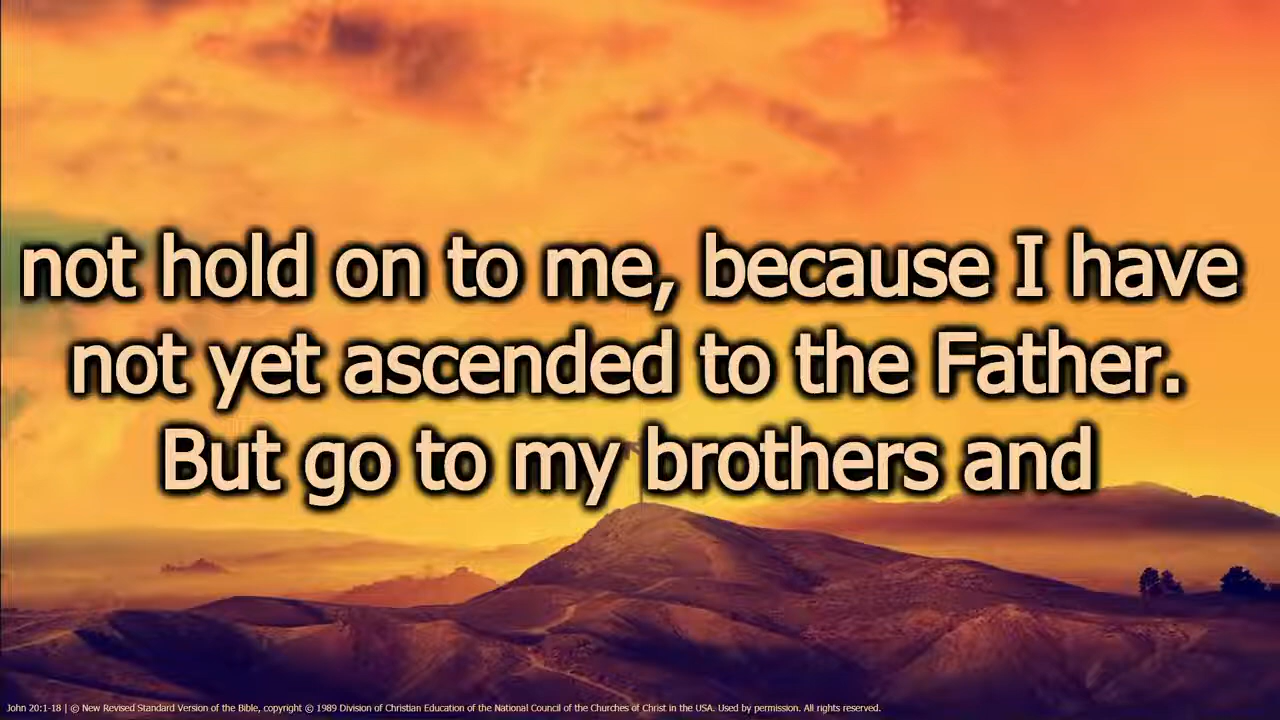 not hold on to me, because I have
not yet ascended to the Father.
But go to my brothers and
John 20:1-18 | © New Revised Standard Version of the Bible, copyright © 1989 Division of Christian Education of the National Council of the Churches of Christ in the USA. Used by permission. All rights reserved.